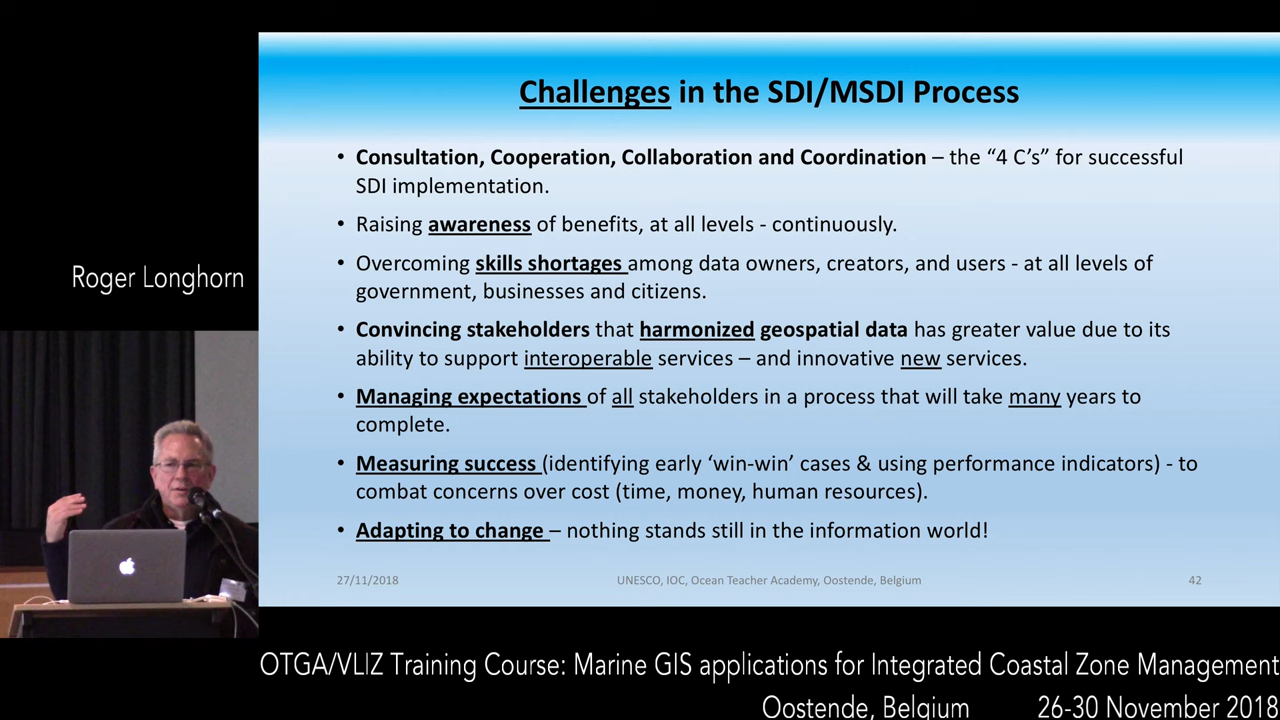 Challenges in the SDI/MSDI Process
• Consultation, Cooperation, Collaboration and Coordination – the “4 C’s” for successful
SDI implementation.
• Raising awareness of benefits, at all levels - continuously.
• Overcoming skills shortages among data owners, creators, and users - at all levels of
government, businesses and citizens.
• Convincing stakeholders that harmonized geospatial data has greater value due to its
ability to support interoperable services – and innovative new services.
• Managing expectations of all stakeholders in a process that will take many years to
complete.
• Measuring success (identifying early ‘win-win’ cases & using performance indicators) - to
combat concerns over cost (time, money, human resources).
• Adapting to change – nothing stands still in the information world!
27/11/2018 UNESCO, IOC, Ocean Teacher Academy, Oostende, Belgium 42
Roger Longhorn
OTGA/VLIZ Training Course: Marine GIS applications for Integrated Coastal Zone Management
Oostende, Belgium 26-30 November 2018